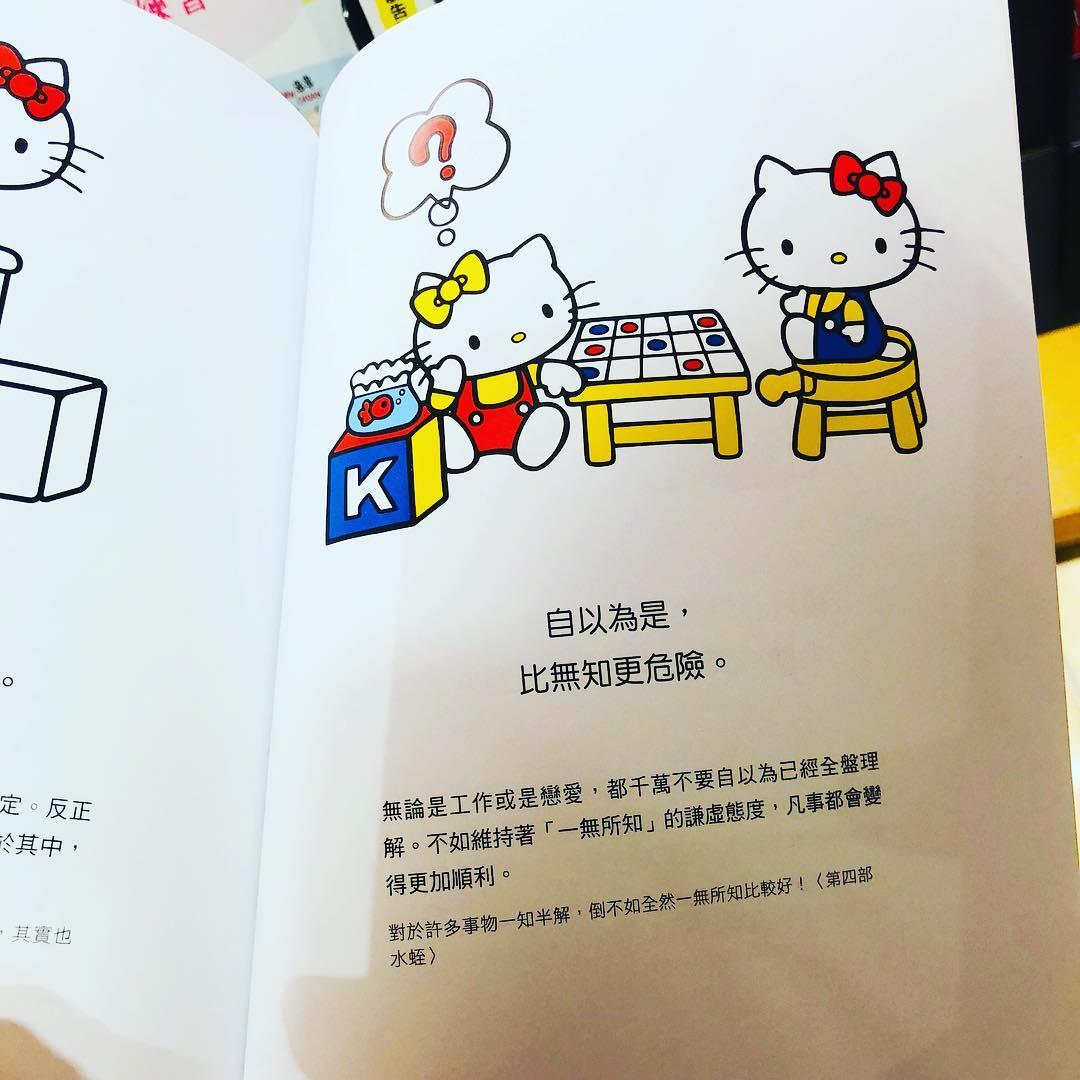 告
?
K
。
定。反正
於其中，
，其實也
自以為是，
比無知更危險。
無論是工作或是戀愛，都千萬不要自以為已經全盤理
解。不如維持著「一無所知」的謙虛態度，凡事都會變
得更加順利。
對於許多事物一知半解，倒不如全然一無所知比較好！〈第四部
水蛭〉